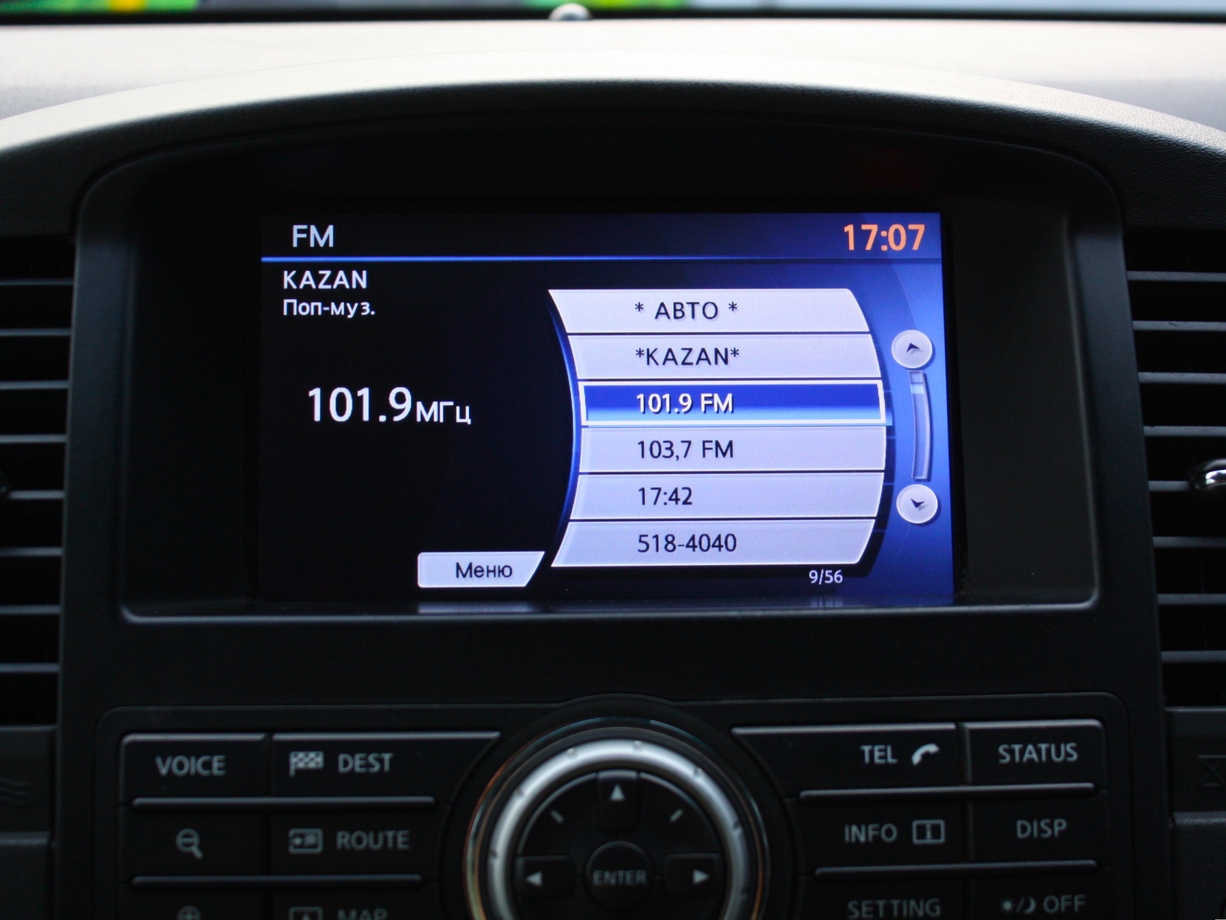 FM 17:07
KAZAN
Поп-муз.
101.9МГц
* АВТО *
*KAZAN*
101.9 FM
103,7 FM
17:42
518-4040
Меню
9/56
VOICE DEST
TEL STATUS
ROUTE
INFO i DISP
ENTER
MAP
SETTING OFF